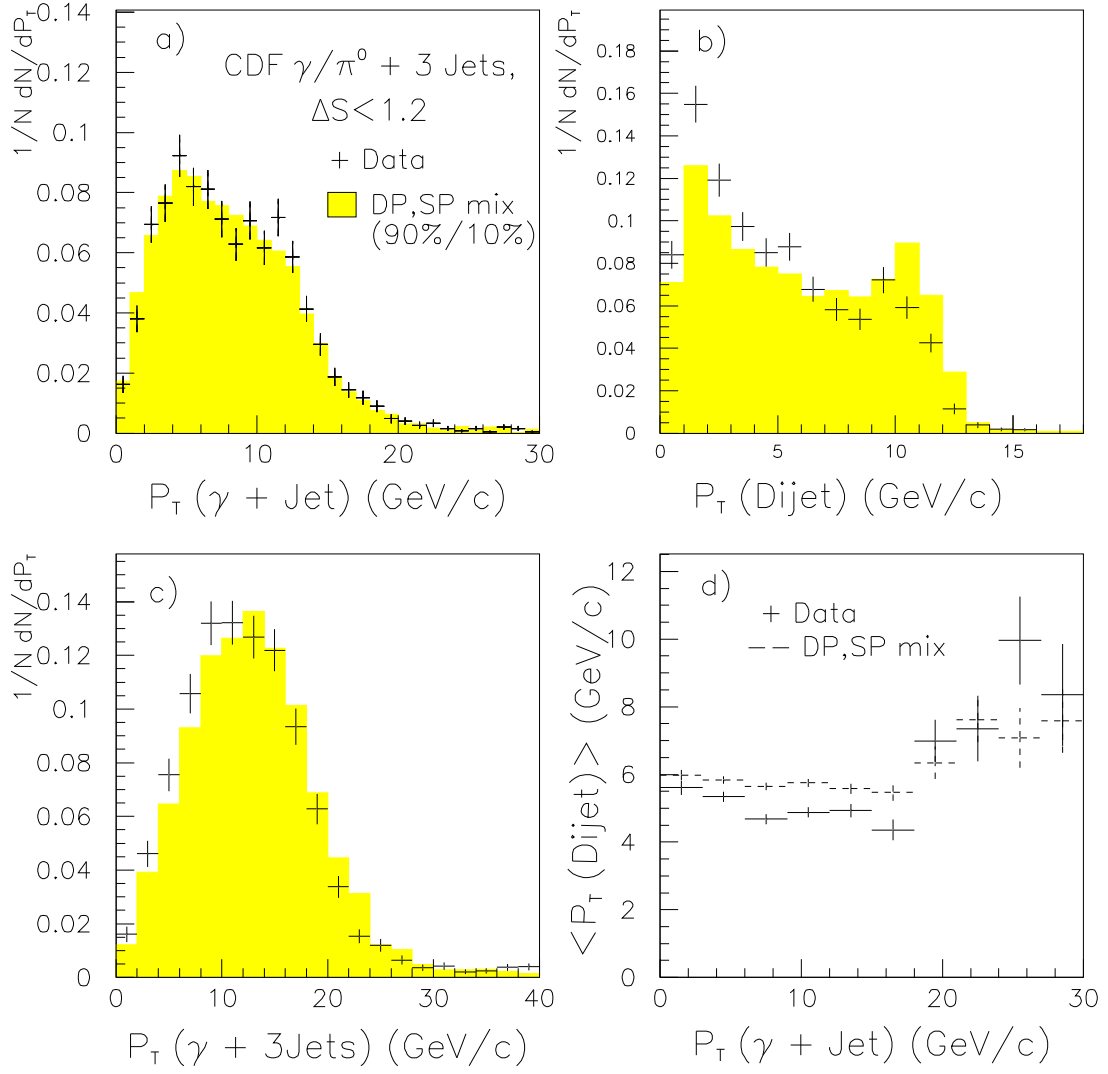 a)
CDF γ/π⁰ + 3 Jets,
ΔS<1.2
+ Data
DP,SP mix
(90%/10%)
1/N dN/dP_T
0.14
0.12
0.1
0.08
0.06
0.04
0.02
0
0 10 20 30
P_T (γ + Jet) (GeV/c)
b)
1/N dN/dP_T
0.18
0.16
0.14
0.12
0.1
0.08
0.06
0.04
0.02
0
0 5 10 15
P_T (Dijet) (GeV/c)
c)
1/N dN/dP_T
0.14
0.12
0.1
0.08
0.06
0.04
0.02
0
0 10 20 30 40
P_T (γ + 3Jets) (GeV/c)
d)
+ Data
-- DP,SP mix
<P_T (Dijet)> (GeV/c)
12
10
8
6
4
2
0
0 10 20 30
P_T (γ + Jet) (GeV/c)